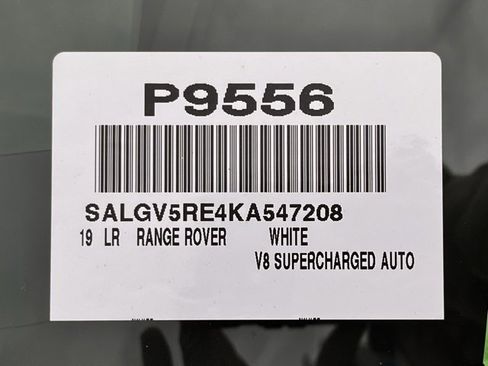 P9556
SALGV5RE4KA547208
19 LR RANGE ROVER WHITE
V8 SUPERCHARGED AUTO